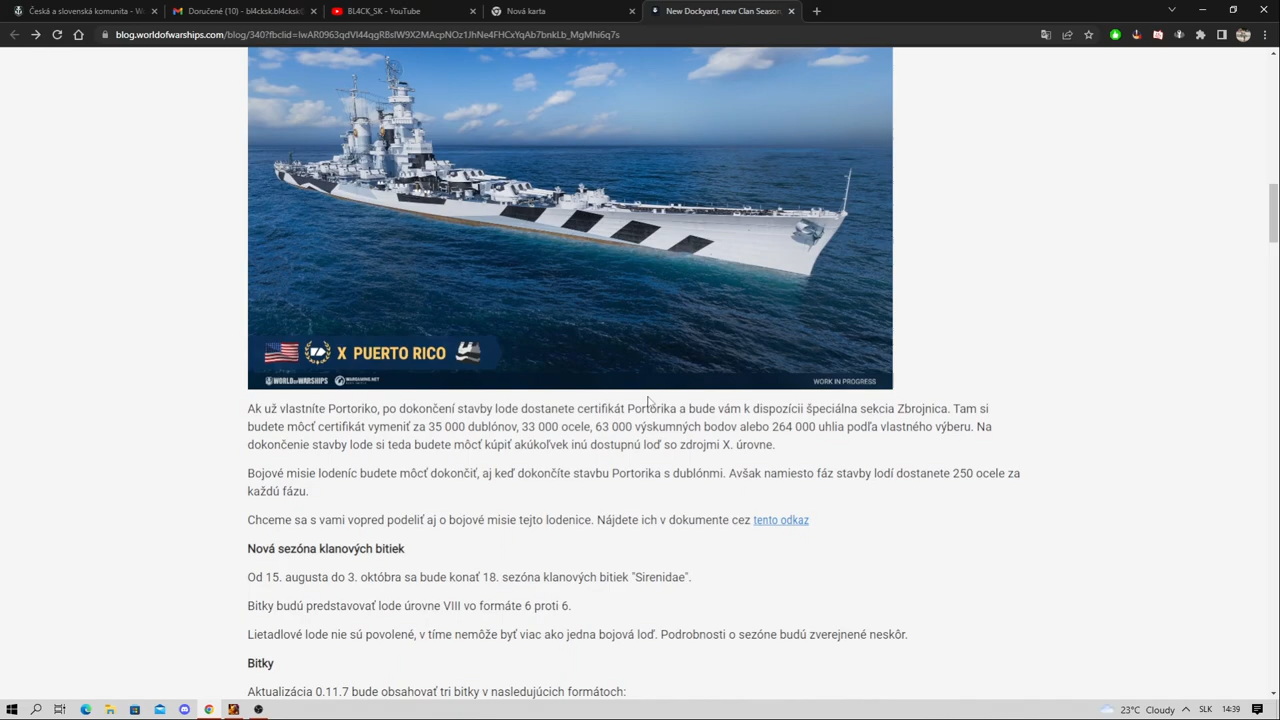 Česká a slovenská komunita - Wo
Doručené (10) - bl4cksk.bl4cksk@
BL4CK_SK - YouTube
Nová karta
New Dockyard, new Clan Season,
blog.worldofwarships.com/blog/340?fbclid=IwAR0963qdVl44qgRBsIW9X2MAcpNOz1JhNe4FHCxYqAb7bnkLb_MgMhi6q7s
X PUERTO RICO
WORLD OF WARSHIPS
WARGAMING.NET
WORK IN PROGRESS
Ak už vlastníte Portoriko, po dokončení stavby lode dostanete certifikát Portorika a bude vám k dispozícii špeciálna sekcia Zbrojnica. Tam si
budete môcť certifikát vymeniť za 35 000 dublónov, 33 000 ocele, 63 000 výskumných bodov alebo 264 000 uhlia podľa vlastného výberu. Na
dokončenie stavby lode si teda budete môcť kúpiť akúkoľvek inú dostupnú loď so zdrojmi X. úrovne.
Bojové misie lodeníc budete môcť dokončiť, aj keď dokončíte stavbu Portorika s dublónmi. Avšak namiesto fáz stavby lodí dostanete 250 ocele za
každú fázu.
Chceme sa s vami vopred podeliť aj o bojové misie tejto lodenice. Nájdete ich v dokumente cez tento odkaz
Nová sezóna klanových bitiek
Od 15. augusta do 3. októbra sa bude konať 18. sezóna klanových bitiek "Sirenidae".
Bitky budú predstavovať lode úrovne VIII vo formáte 6 proti 6.
Lietadlové lode nie sú povolené, v tíme nemôže byť viac ako jedna bojová loď. Podrobnosti o sezóne budú zverejnené neskôr.
Bitky
Aktualizácia 0.11.7 bude obsahovať tri bitky v nasledujúcich formátoch:
23°C Cloudy
SLK
14:39